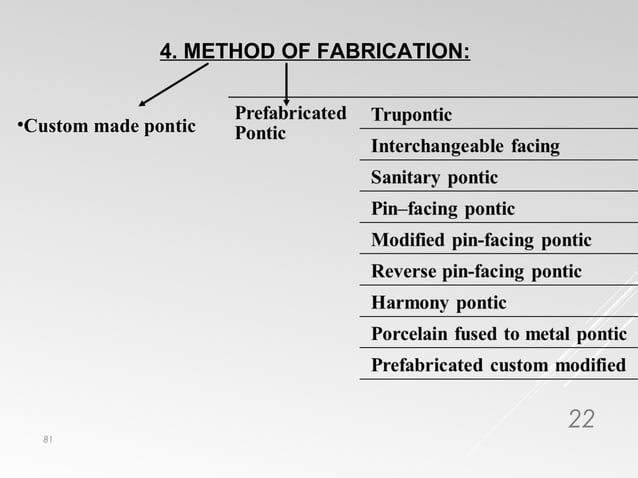 4. METHOD OF FABRICATION:
•Custom made pontic
Prefabricated
Pontic
Trupontic
Interchangeable facing
Sanitary pontic
Pin–facing pontic
Modified pin-facing pontic
Reverse pin-facing pontic
Harmony pontic
Porcelain fused to metal pontic
Prefabricated custom modified
22
81